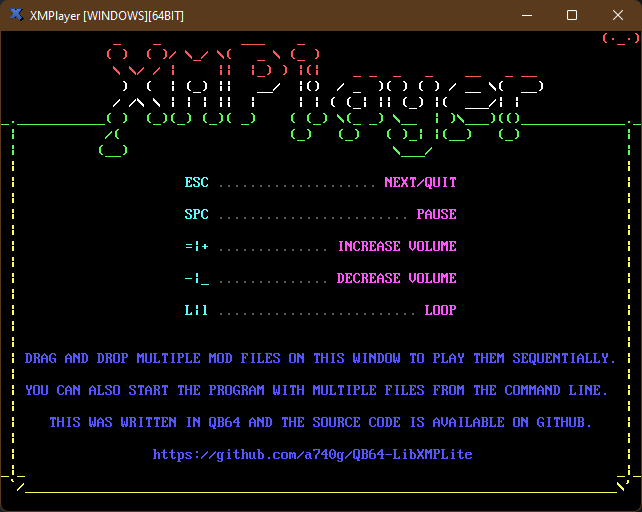 XMPlayer [WINDOWS][64BIT]
(._.)
XMPlayer
ESC ..................... NEXT/QUIT
SPC ......................... PAUSE
=¦+ .............. INCREASE VOLUME
-¦_ .............. DECREASE VOLUME
L¦l ......................... LOOP
DRAG AND DROP MULTIPLE MOD FILES ON THIS WINDOW TO PLAY THEM SEQUENTIALLY.
YOU CAN ALSO START THE PROGRAM WITH MULTIPLE FILES FROM THE COMMAND LINE.
THIS WAS WRITTEN IN QB64 AND THE SOURCE CODE IS AVAILABLE ON GITHUB.
https://github.com/a740g/QB64-LibXMPLite